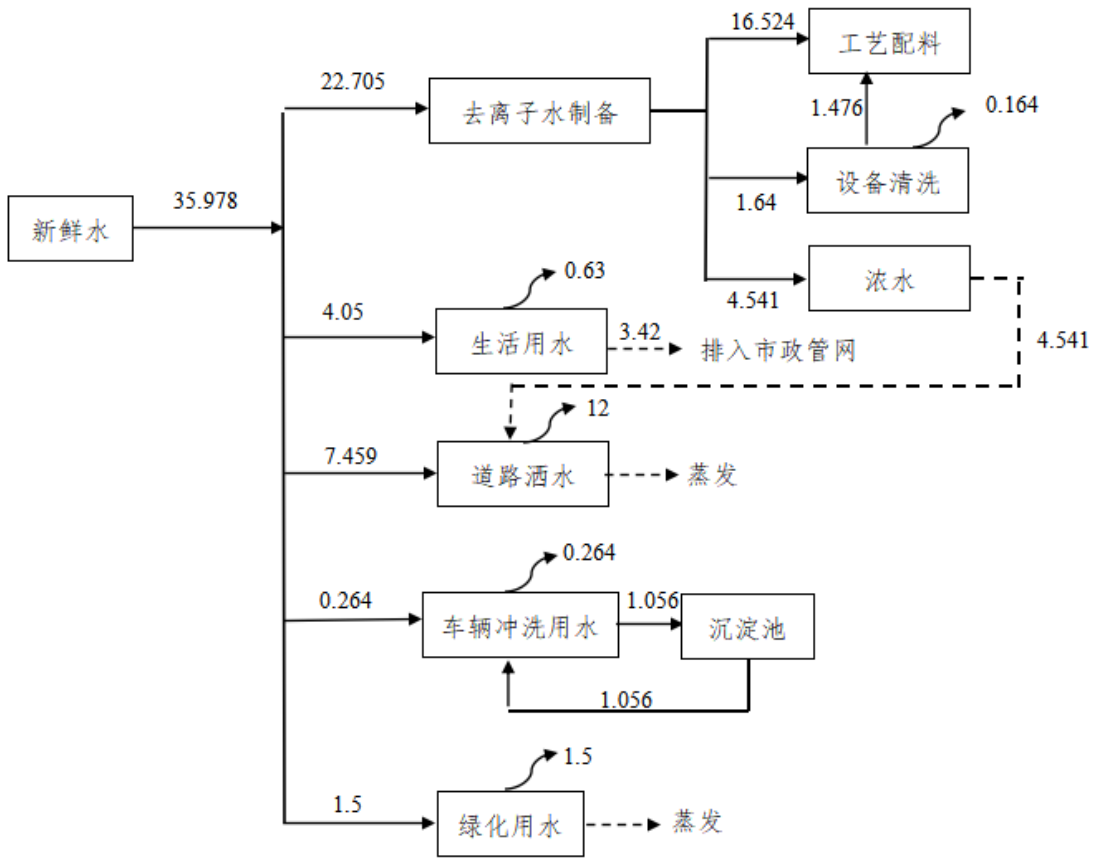 16.524
工艺配料
22.705
去离子水制备
1.476
0.164
设备清洗
1.64
35.978
新鲜水
浓水
4.541
4.541
0.63
4.05
生活用水
3.42
排入市政管网
12
7.459
道路洒水
蒸发
0.264
0.264
车辆冲洗用水
1.056
沉淀池
1.056
1.5
1.5
绿化用水
蒸发